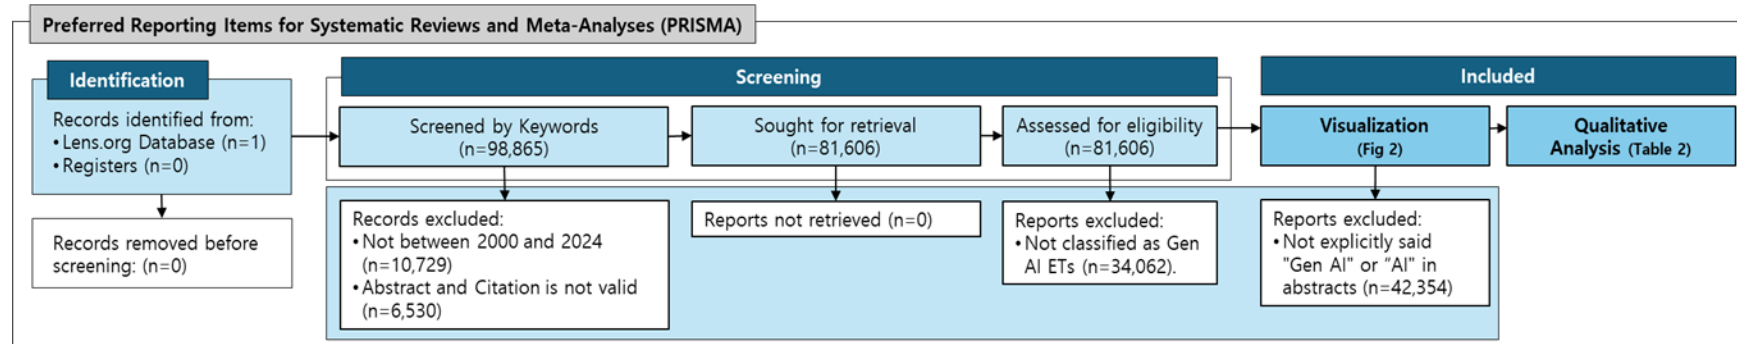 Preferred Reporting Items for Systematic Reviews and Meta-Analyses (PRISMA)
Identification
Records identified from:
•Lens.org Database (n=1)
•Registers (n=0)
Records removed before
screening: (n=0)
Screening
Screened by Keywords
(n=98,865)
Records excluded:
•Not between 2000 and 2024
(n=10,729)
•Abstract and Citation is not valid
(n=6,530)
Sought for retrieval
(n=81,606)
Reports not retrieved (n=0)
Assessed for eligibility
(n=81,606)
Reports excluded:
•Not classified as Gen
AI ETs (n=34,062).
Included
Visualization
(Fig 2)
Reports excluded:
•Not explicitly said
"Gen AI" or “AI” in
abstracts (n=42,354)
Qualitative
Analysis (Table 2)